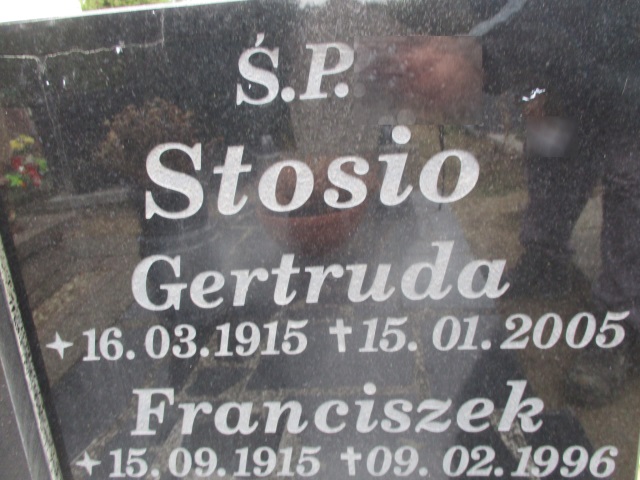 Ś.P.
Stosio
Gertruda
✦16.03.1915 ✝15.01.2005
Franciszek
✦15.09.1915 ✝09.02.1996